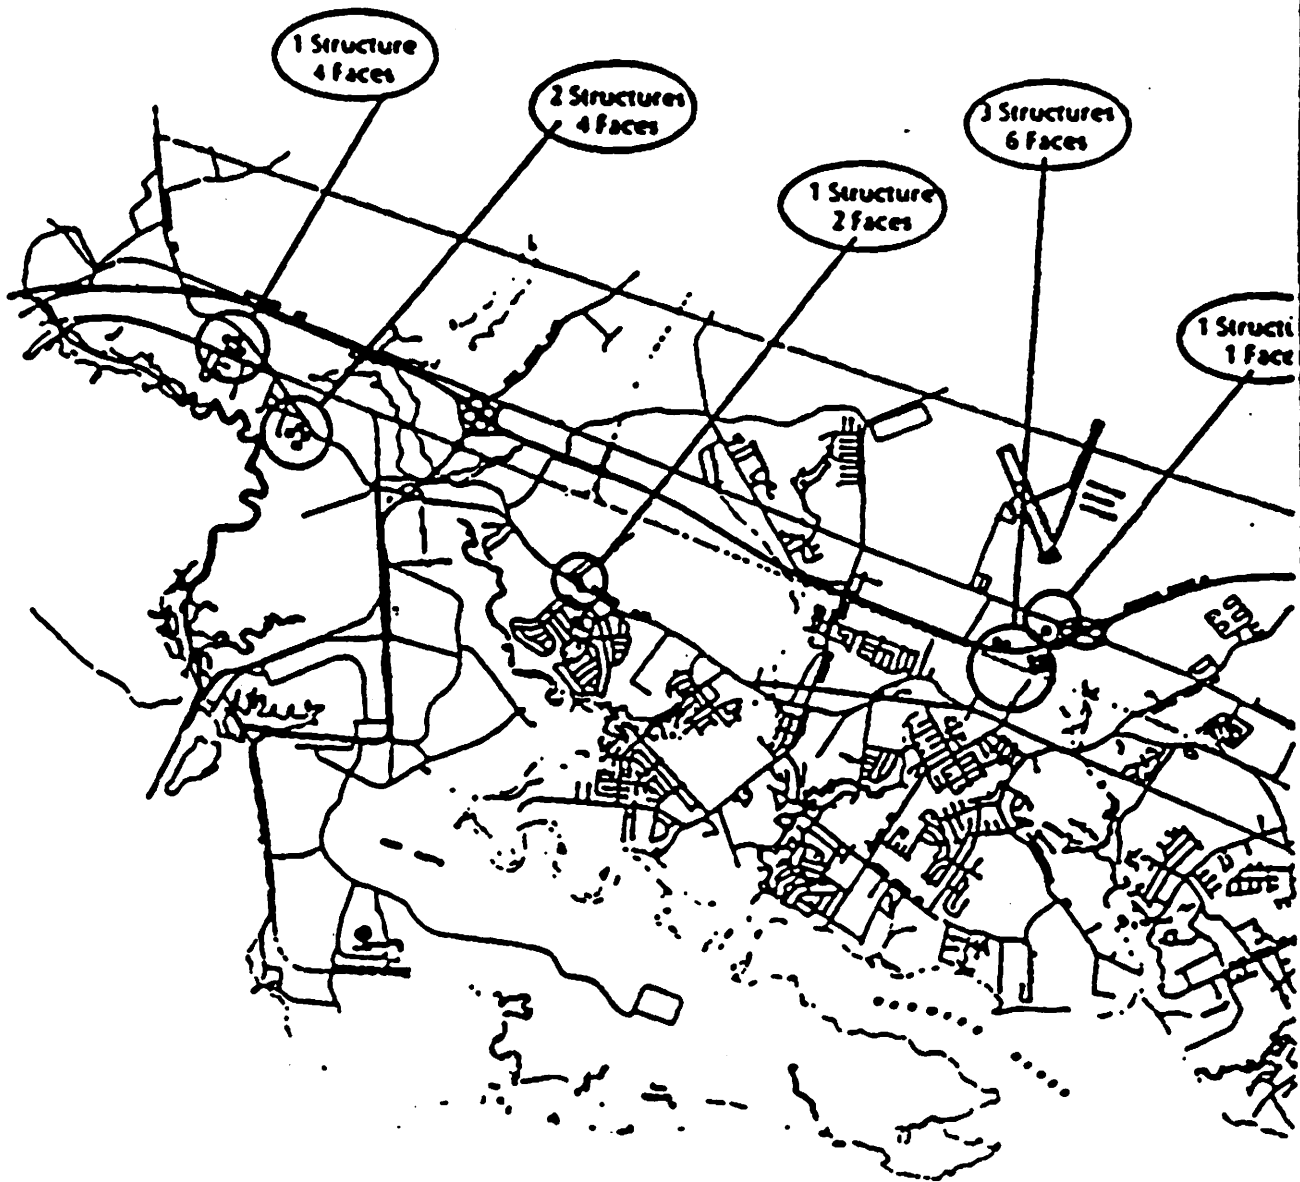 1 Structure
4 Faces
2 Structures
4 Faces
3 Structures
6 Faces
1 Structure
2 Faces
1 Structu
1 Face